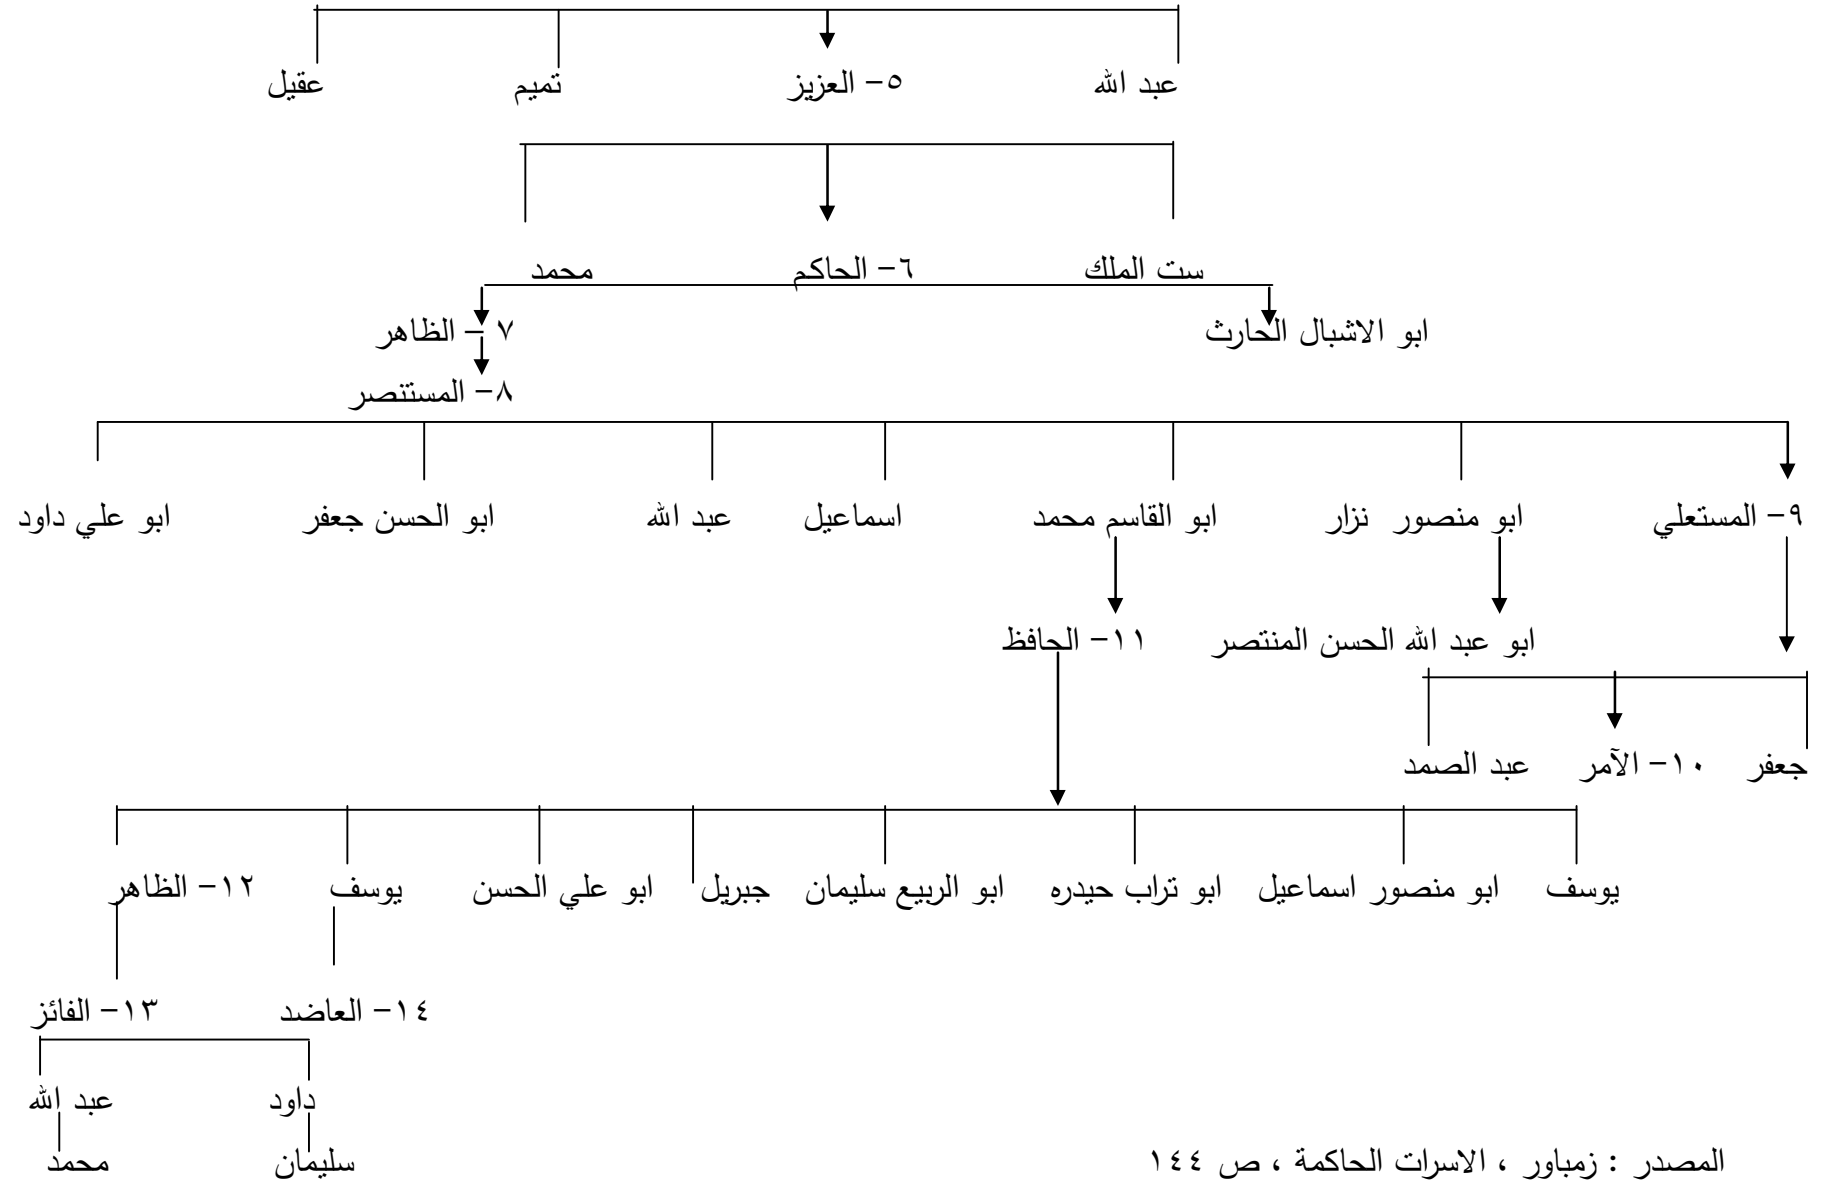 عبد الله ٥- العزيز تميم عقيل
ست الملك ٦- الحاكم محمد
ابو الاشبال الحارث ٧ - الظاهر
٨- المستنصر
٩- المستعلي ابو منصور نزار ابو القاسم محمد اسماعيل عبد الله ابو الحسن جعفر ابو علي داود
ابو عبد الله الحسن المنتصر ١١- الحافظ
جعفر ١٠- الآمر عبد الصمد
يوسف ابو منصور اسماعيل ابو تراب حيدره ابو الربيع سليمان جبريل ابو علي الحسن يوسف ١٢- الظاهر
١٤- العاضد ١٣- الفائز
داود عبد الله
سليمان محمد
المصدر : زمباور ، الاسرات الحاكمة ، ص ١٤٤